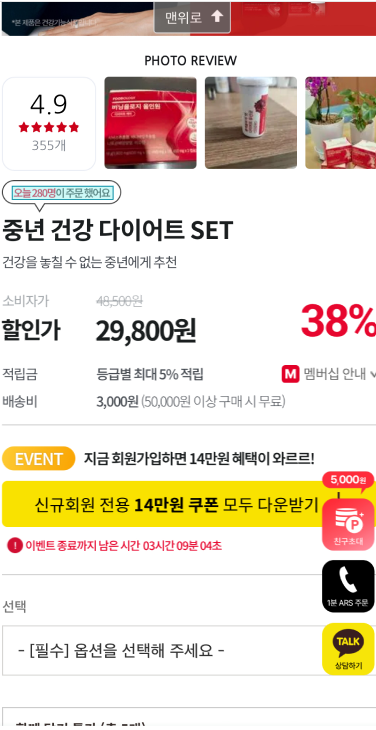 *본 제품은 건강기능식품입니다
맨위로
PHOTO REVIEW
4.9
355개
오늘 280명이 주문 했어요
중년 건강 다이어트 SET
건강을 놓칠 수 없는 중년에게 추천
소비자가 48,500원
할인가 29,800원 38%
적립금 등급별 최대 5% 적립 M 멤버십 안내
배송비 3,000원 (50,000원 이상 구매 시 무료)
EVENT 지금 회원가입하면 14만원 혜택이 와르르!
5,000원
신규회원 전용 14만원 쿠폰 모두 다운받기
P
친구초대
! 이벤트 종료까지 남은 시간 03시간 09분 04초
1분 ARS 주문
선택
- [필수] 옵션을 선택해 주세요 -
TALK
상담하기